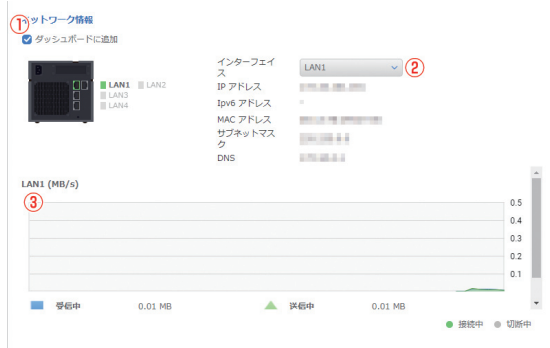 ①ネットワーク情報
ダッシュボードに追加
LAN1 LAN2
LAN3
LAN4
インターフェイ
ス
LAN1 ②
IP アドレス
Ipv6 アドレス
MAC アドレス
サブネットマス
ク
DNS
LAN1 (MB/s)
③
0.5
0.4
0.3
0.2
0.1
受信中 0.01 MB 送信中 0.01 MB
接続中 切断中